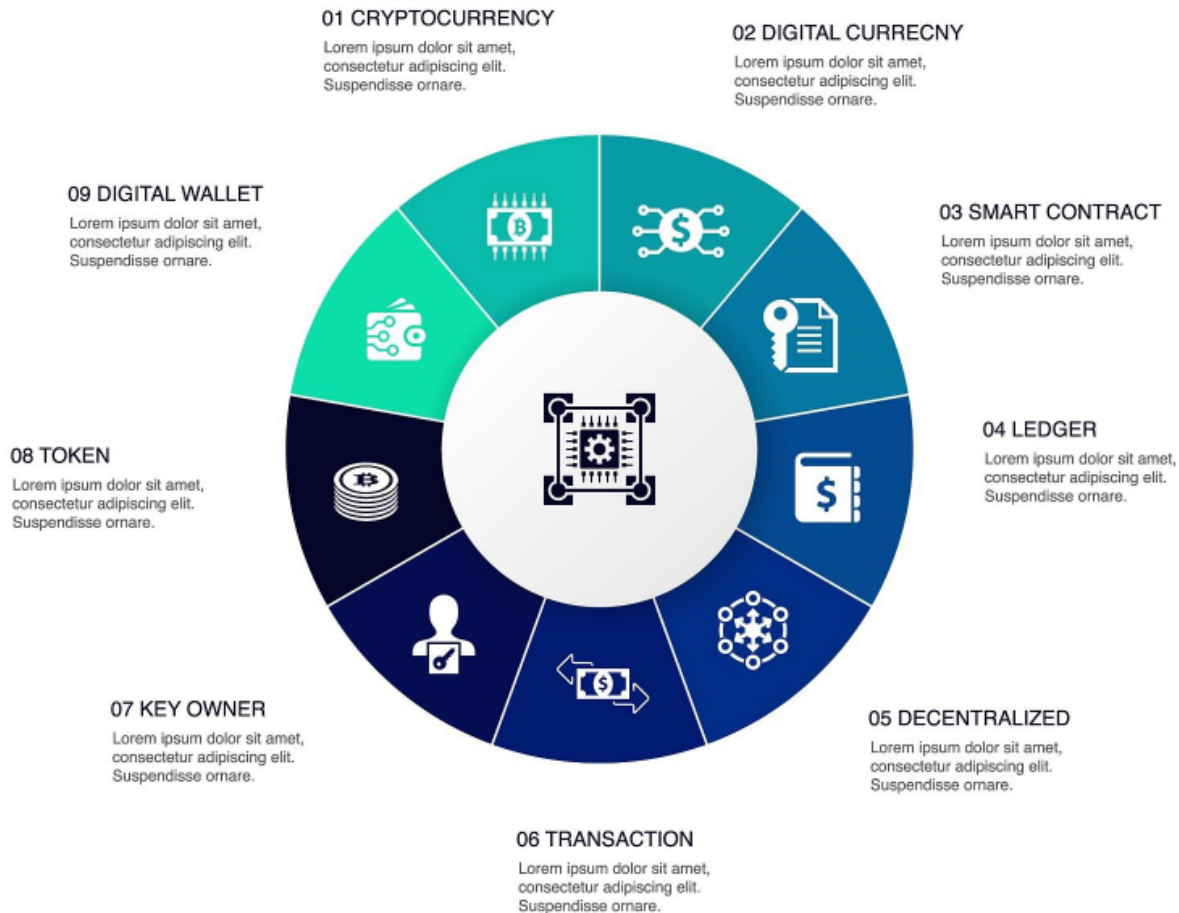 01 CRYPTOCURRENCY
Lorem ipsum dolor sit amet,
consectetur adipiscing elit.
Suspendisse ornare.
02 DIGITAL CURRECNY
Lorem ipsum dolor sit amet,
consectetur adipiscing elit.
Suspendisse ornare.
03 SMART CONTRACT
Lorem ipsum dolor sit amet,
consectetur adipiscing elit.
Suspendisse ornare.
04 LEDGER
Lorem ipsum dolor sit amet,
consectetur adipiscing elit.
Suspendisse ornare.
05 DECENTRALIZED
Lorem ipsum dolor sit amet,
consectetur adipiscing elit.
Suspendisse ornare.
06 TRANSACTION
Lorem ipsum dolor sit amet,
consectetur adipiscing elit.
Suspendisse ornare.
07 KEY OWNER
Lorem ipsum dolor sit amet,
consectetur adipiscing elit.
Suspendisse ornare.
08 TOKEN
Lorem ipsum dolor sit amet,
consectetur adipiscing elit.
Suspendisse ornare.
09 DIGITAL WALLET
Lorem ipsum dolor sit amet,
consectetur adipiscing elit.
Suspendisse ornare.